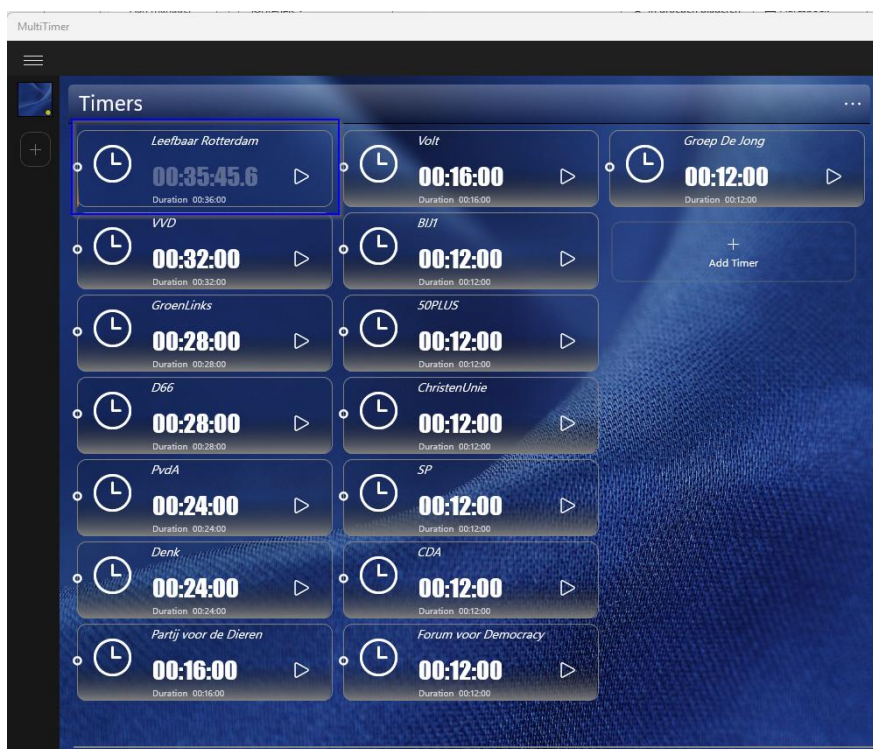 MultiTimer
Timers
Leefbaar Rotterdam
00:35:45.6
Duration 00:36:00
Volt
00:16:00
Duration 00:16:00
Groep De Jong
00:12:00
Duration 00:12:00
VVD
00:32:00
Duration 00:32:00
BIJ1
00:12:00
Duration 00:12:00
Add Timer
GroenLinks
00:28:00
Duration 00:28:00
50PLUS
00:12:00
Duration 00:12:00
D66
00:28:00
Duration 00:28:00
ChristenUnie
00:12:00
Duration 00:12:00
PvdA
00:24:00
Duration 00:24:00
SP
00:12:00
Duration 00:12:00
Denk
00:24:00
Duration 00:24:00
CDA
00:12:00
Duration 00:12:00
Partij voor de Dieren
00:16:00
Duration 00:16:00
Forum voor Democracy
00:12:00
Duration 00:12:00